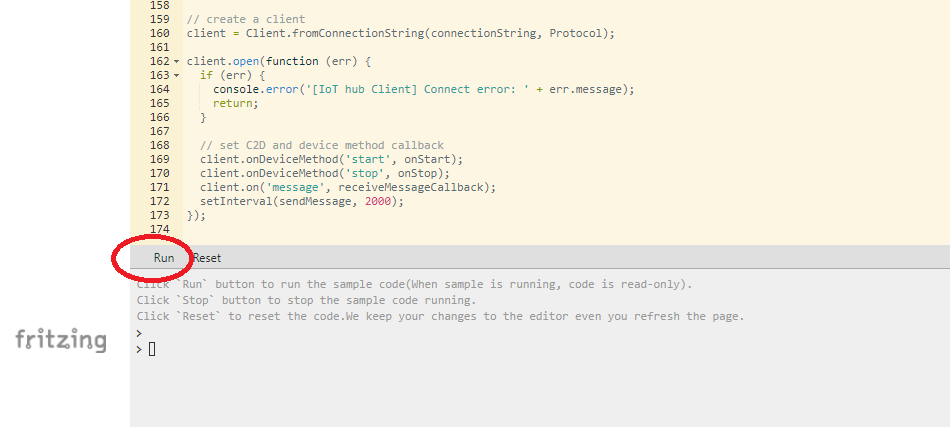 158
159 // create a client
160 client = Client.fromConnectionString(connectionString, Protocol);
161
162 client.open(function (err) {
163 if (err) {
164 console.error('[IoT hub Client] Connect error: ' + err.message);
165 return;
166 }
167
168 // set C2D and device method callback
169 client.onDeviceMethod('start', onStart);
170 client.onDeviceMethod('stop', onStop);
171 client.on('message', receiveMessageCallback);
172 setInterval(sendMessage, 2000);
173 });
174
Run Reset
Click `Run` button to run the sample code(When sample is running, code is read-only).
Click `Stop` button to stop the sample code running.
Click `Reset` to reset the code.We keep your changes to the editor even you refresh the page.
fritzing
>
>